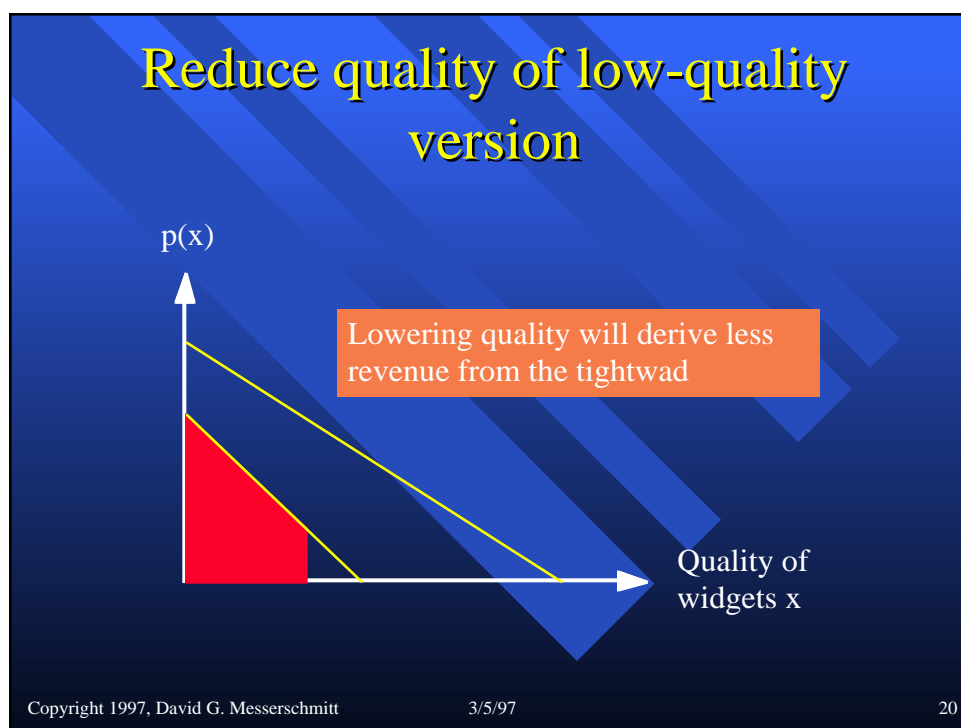 Reduce quality of low-quality
version
p(x)
Lowering quality will derive less
revenue from the tightwad
Quality of
widgets x
Copyright 1997, David G. Messerschmitt
3/5/97
20